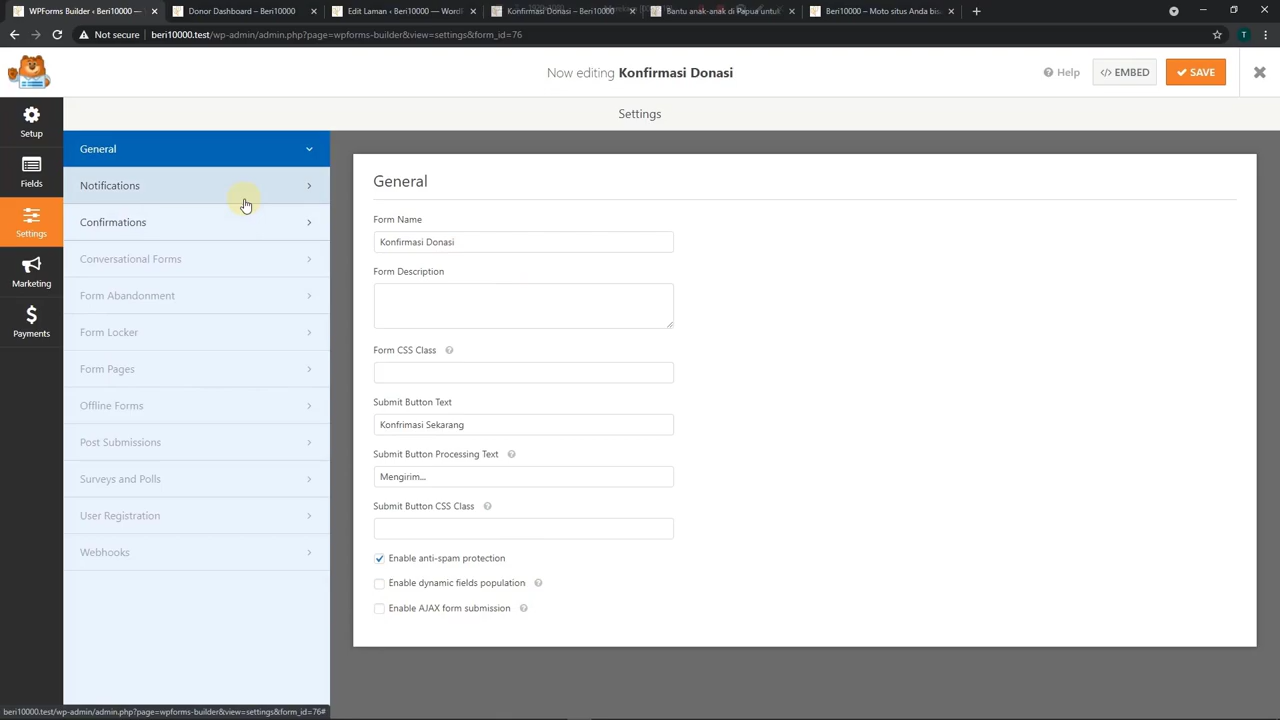 WPForms Builder ‹ Beri10000 —
Donor Dashboard – Beri10000
Edit Laman ‹ Beri10000 — Word
Konfirmasi Donasi – Beri10000
Bantu anak-anak di Papua untuk
Beri10000 – Moto situs Anda bis
Not secure
beri10000.test/wp-admin/admin.php?page=wpforms-builder&view=settings&form_id=76
T
Now editing Konfirmasi Donasi
Help
</> EMBED
SAVE
Settings
Setup
Fields
Settings
Marketing
Payments
General
Notifications
Confirmations
Conversational Forms
Form Abandonment
Form Locker
Form Pages
Offline Forms
Post Submissions
Surveys and Polls
User Registration
Webhooks
General
Form Name
Konfirmasi Donasi
Form Description
Form CSS Class
Submit Button Text
Konfrimasi Sekarang
Submit Button Processing Text
Mengirim...
Submit Button CSS Class
Enable anti-spam protection
Enable dynamic fields population
Enable AJAX form submission
beri10000.test/wp-admin/admin.php?page=wpforms-builder&view=settings&form_id=76#